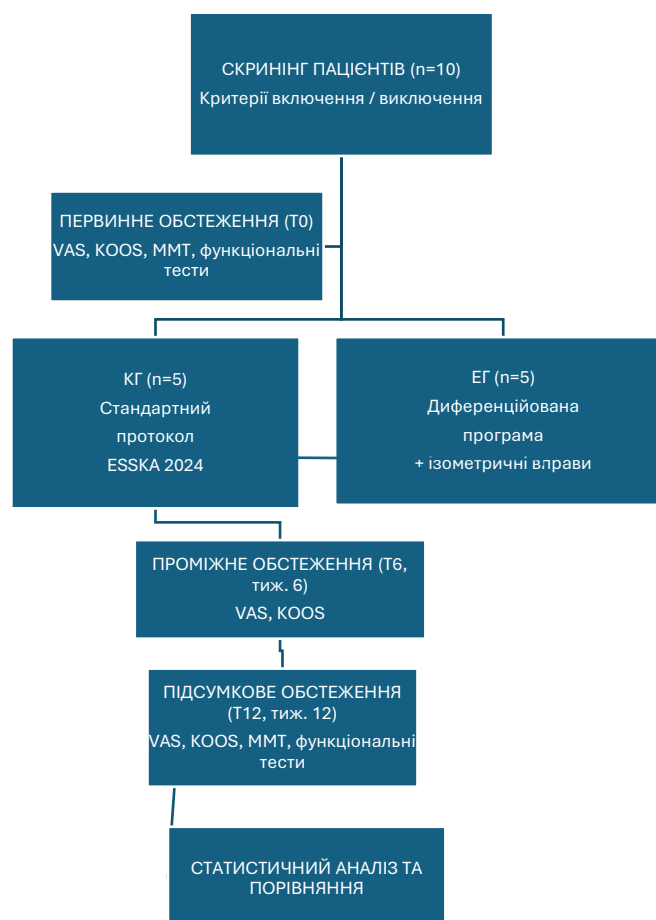 СКРИНІНГ ПАЦІЄНТІВ (n=10)
Критерії включення / виключення
ПЕРВИННЕ ОБСТЕЖЕННЯ (Т0)
VAS, KOOS, ММТ, функціональні
тести
КГ (n=5)
Стандартний
протокол
ESSKA 2024
ЕГ (n=5)
Диференційована
програма
+ ізометричні вправи
ПРОМІЖНЕ ОБСТЕЖЕННЯ (Т6,
тиж. 6)
VAS, KOOS
ПІДСУМКОВЕ ОБСТЕЖЕННЯ
(Т12, тиж. 12)
VAS, KOOS, ММТ, функціональні
тести
СТАТИСТИЧНИЙ АНАЛІЗ ТА
ПОРІВНЯННЯ